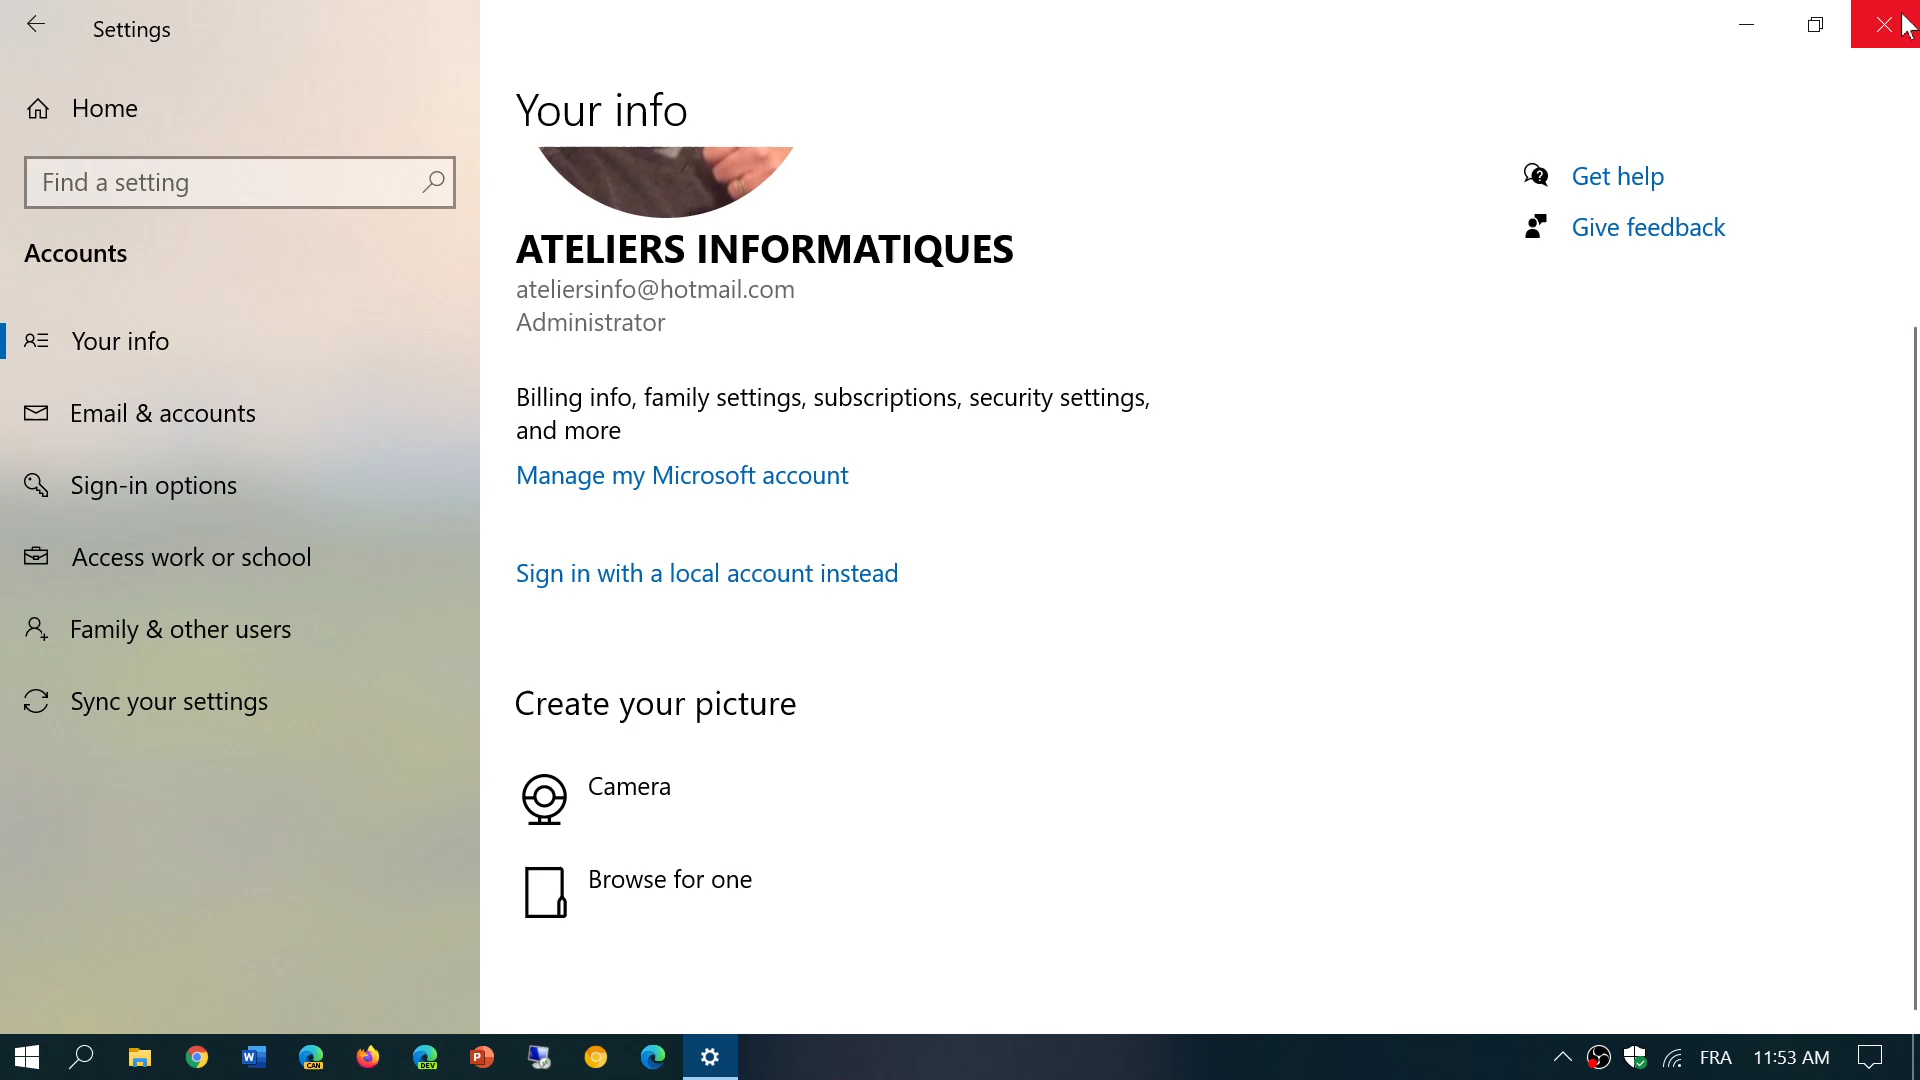 Settings
Home
Find a setting
Accounts
Your info
Email & accounts
Sign-in options
Access work or school
Family & other users
Sync your settings
Your info
ATELIERS INFORMATIQUES
ateliersinfo@hotmail.com
Administrator
Billing info, family settings, subscriptions, security settings,
and more
Manage my Microsoft account
Sign in with a local account instead
Create your picture
Camera
Browse for one
Get help
Give feedback
W
CAN
DEV
P
FRA
11:53 AM